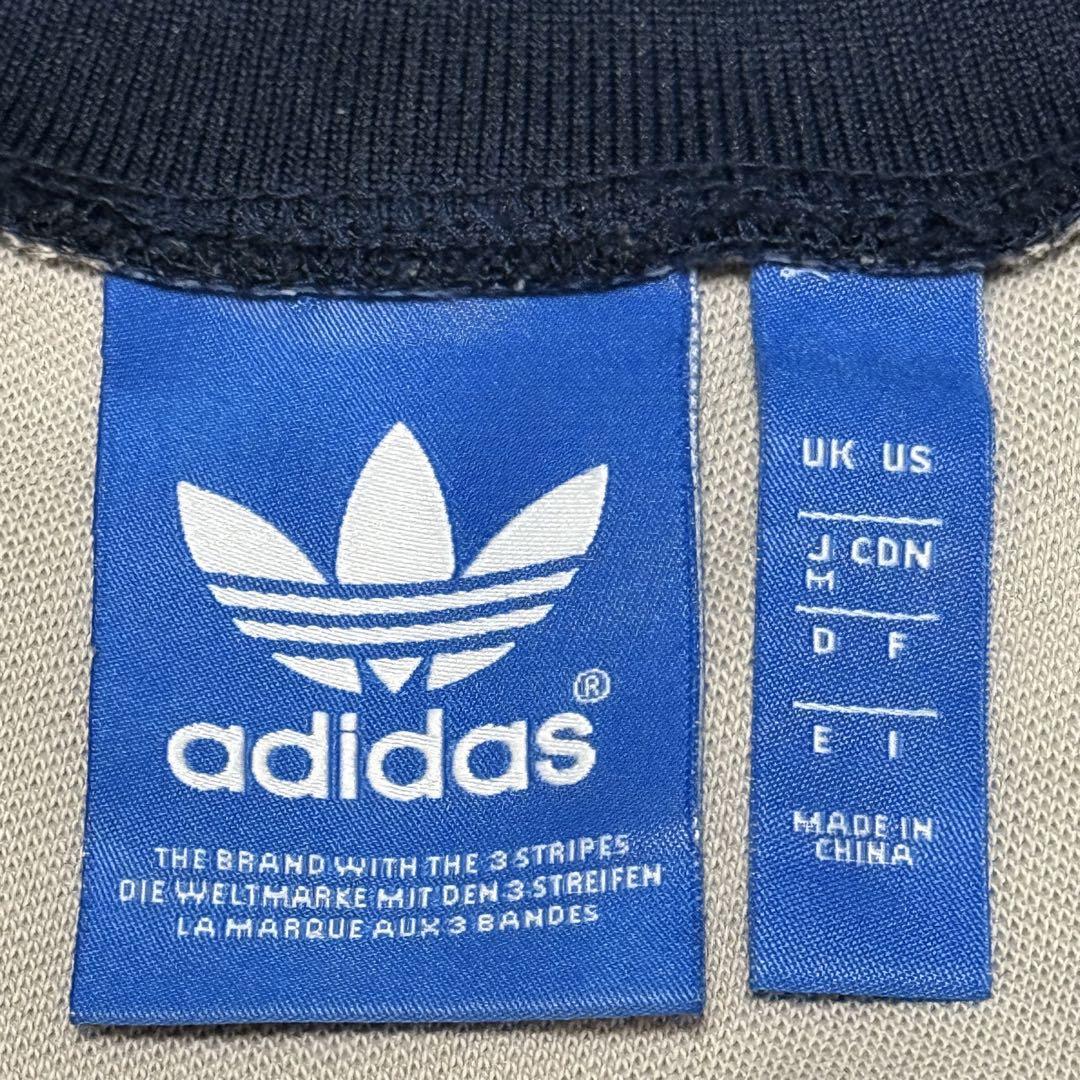 adidas®
THE BRAND WITH THE 3 STRIPES
DIE WELTMARKE MIT DEN 3 STREIFEN
LA MARQUE AUX 3 BANDES
UK US
J CDN
M
D F
E I
MADE IN
CHINA